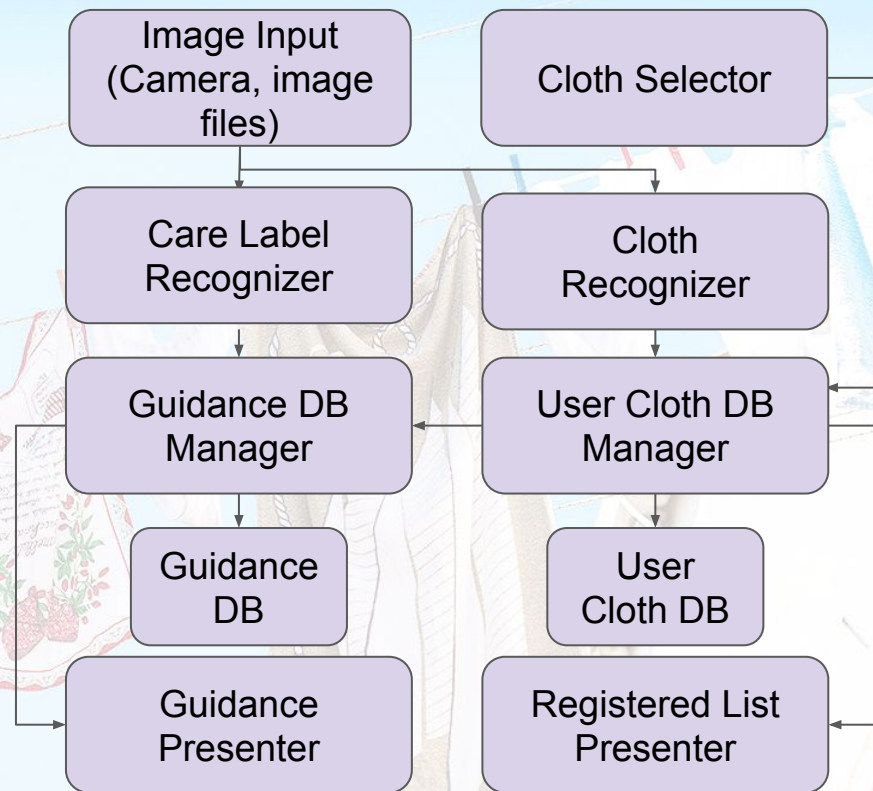 Image Input
(Camera, image
files)
Cloth Selector
Care Label
Recognizer
Cloth
Recognizer
Guidance DB
Manager
User Cloth DB
Manager
Guidance
DB
User
Cloth DB
Guidance
Presenter
Registered List
Presenter